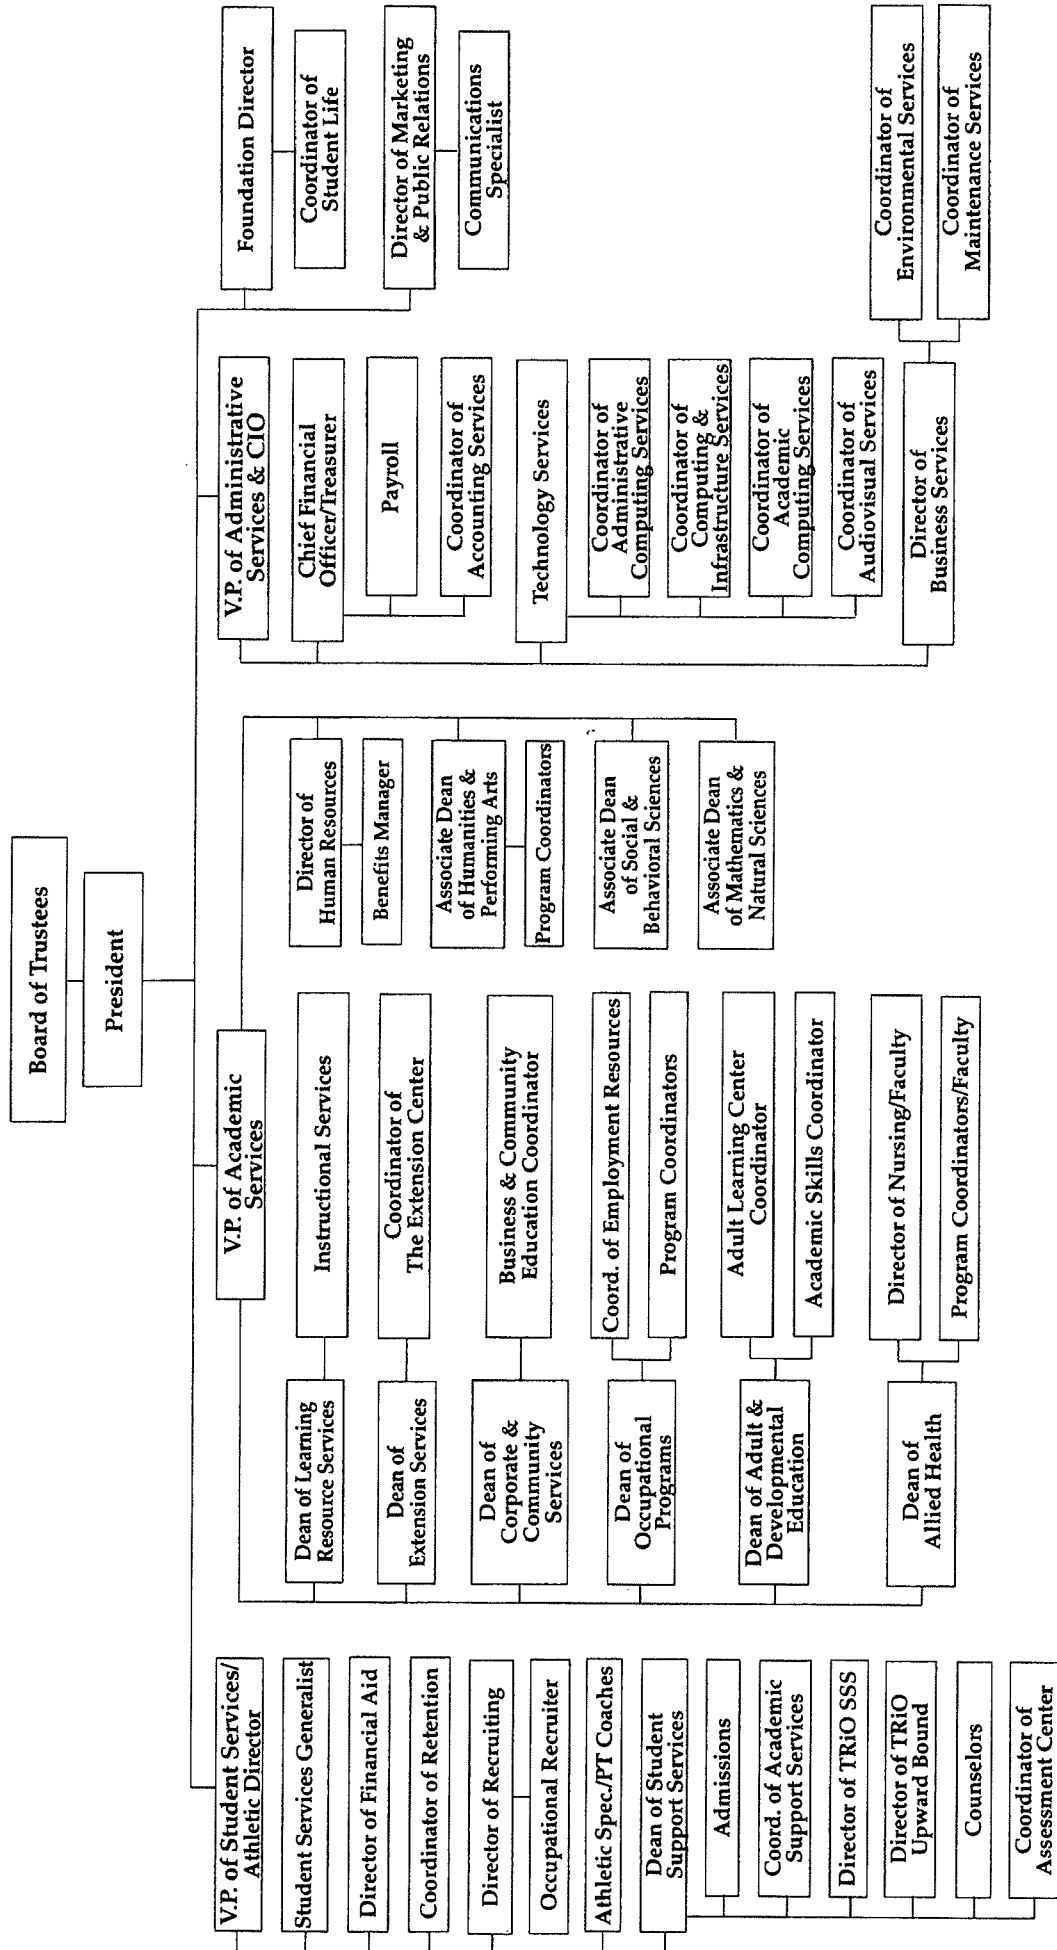 Board of Trustees
President
V.P. of Student Services/
Athletic Director
Student Services Generalist
Director of Financial Aid
Coordinator of Retention
Director of Recruiting
Occupational Recruiter
Athletic Spec./PT Coaches
Dean of Student
Support Services
Admissions
Coord. of Academic
Support Services
Director of TRiO SSS
Director of TRiO
Upward Bound
Counselors
Coordinator of
Assessment Center
V.P. of Academic
Services
Dean of Learning
Resource Services
Instructional Services
Dean of
Extension Services
Coordinator of
The Extension Center
Dean of
Corporate &
Community
Services
Business & Community
Education Coordinator
Dean of
Occupational
Programs
Coord. of Employment Resources
Program Coordinators
Dean of Adult &
Developmental
Education
Adult Learning Center
Coordinator
Academic Skills Coordinator
Dean of
Allied Health
Director of Nursing/Faculty
Program Coordinators/Faculty
Director of
Human Resources
Benefits Manager
Associate Dean
of Humanities &
Performing Arts
Program Coordinators
Associate Dean
of Social &
Behavioral Sciences
Associate Dean
of Mathematics &
Natural Sciences
V.P. of Administrative
Services & CIO
Chief Financial
Officer/Treasurer
Payroll
Coordinator of
Accounting Services
Technology Services
Coordinator of
Administrative
Computing Services
Coordinator of
Computing &
Infrastructure Services
Coordinator of
Academic
Computing Services
Coordinator of
Audiovisual Services
Director of
Business Services
Coordinator of
Environmental Services
Coordinator of
Maintenance Services
Foundation Director
Coordinator of
Student Life
Director of Marketing
& Public Relations
Communications
Specialist